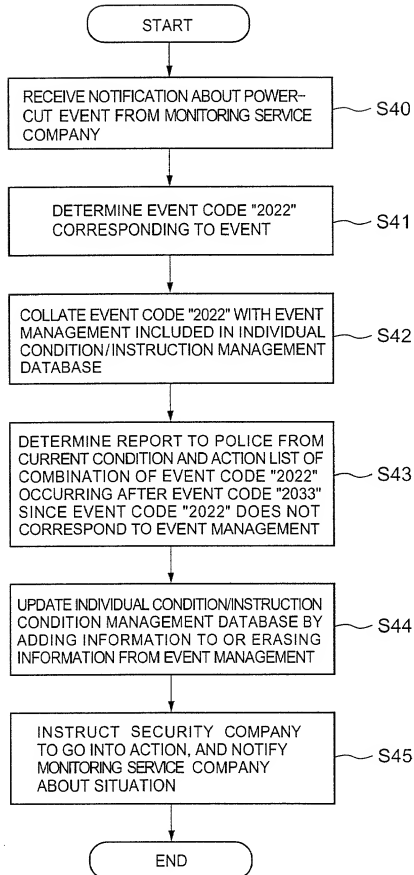 START
RECEIVE NOTIFICATION ABOUT POWER-
CUT EVENT FROM MONITORING SERVICE
COMPANY
S40
DETERMINE EVENT CODE "2022"
CORRESPONDING TO EVENT
S41
COLLATE EVENT CODE "2022" WITH EVENT
MANAGEMENT INCLUDED IN INDIVIDUAL
CONDITION/INSTRUCTION MANAGEMENT
DATABASE
S42
DETERMINE REPORT TO POLICE FROM
CURRENT CONDITION AND ACTION LIST OF
COMBINATION OF EVENT CODE "2022"
OCCURRING AFTER EVENT CODE "2033"
SINCE EVENT CODE "2022" DOES NOT
CORRESPOND TO EVENT MANAGEMENT
S43
UPDATE INDIVIDUAL CONDITION/INSTRUCTION
CONDITION MANAGEMENT DATABASE BY
ADDING INFORMATION TO OR ERASING
INFORMATION FROM EVENT MANAGEMENT
S44
INSTRUCT SECURITY COMPANY
TO GO INTO ACTION, AND NOTIFY
MONITORING SERVICE COMPANY
ABOUT SITUATION
S45
END